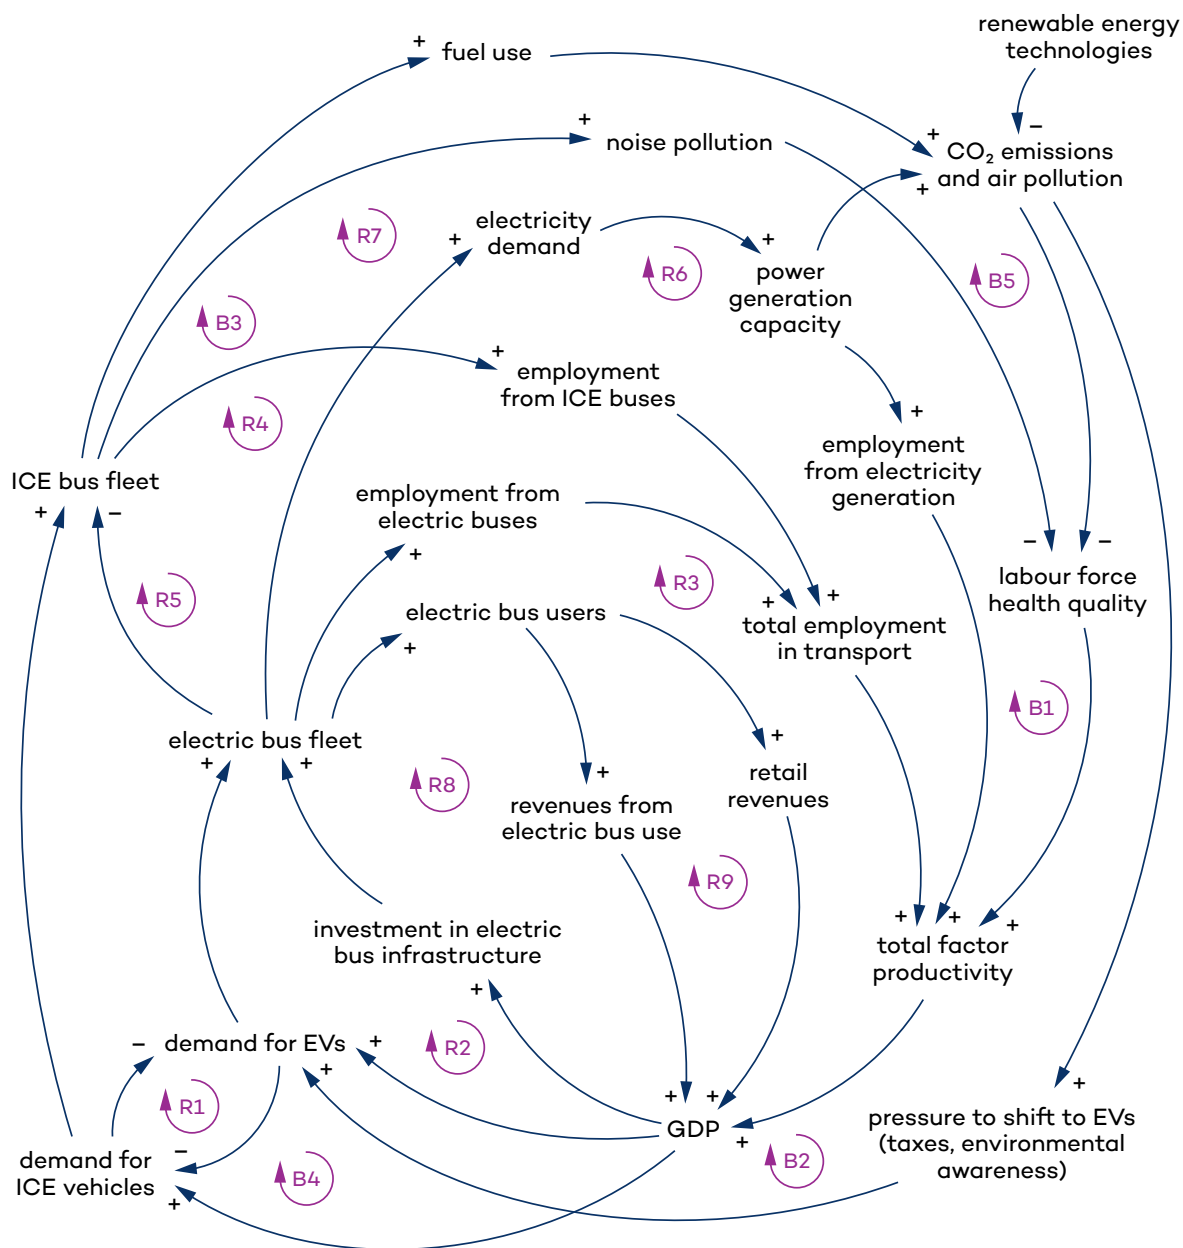 renewable energy
technologies
+
fuel use
–
+
noise pollution
+
CO₂ emissions
and air pollution
+
R7
+
electricity
demand
+
R6
power
generation
capacity
B5
B3
+
employment
from ICE buses
R4
+
employment
from electricity
generation
ICE bus fleet
+
–
employment from
electric buses
+
–
–
labour force
health quality
R5
R3
electric bus users
+
+
+
total employment
in transport
B1
electric bus fleet
+
+
R8
+
revenues from
electric bus use
+
retail
revenues
R9
investment in electric
bus infrastructure
+
+
+
+
total factor
productivity
–
demand for EVs
+
+
R2
R1
+
+
GDP
+
B2
+
pressure to shift to EVs
(taxes, environmental
awareness)
demand for
ICE vehicles
–
+
B4